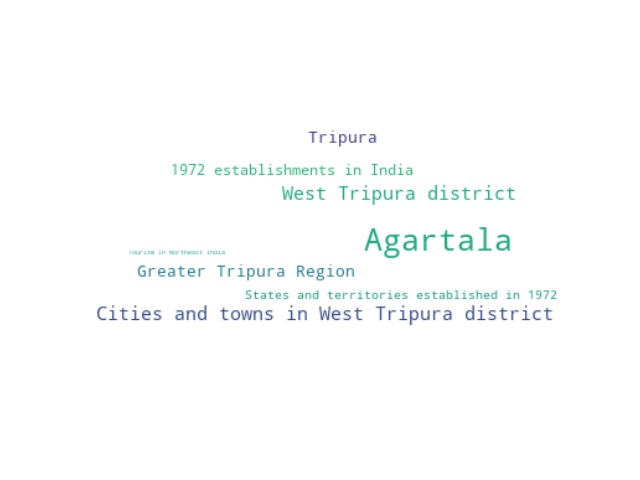 Tripura
1972 establishments in India
West Tripura district
Agartala
Tourism in Northeast India
Greater Tripura Region
States and territories established in 1972
Cities and towns in West Tripura district